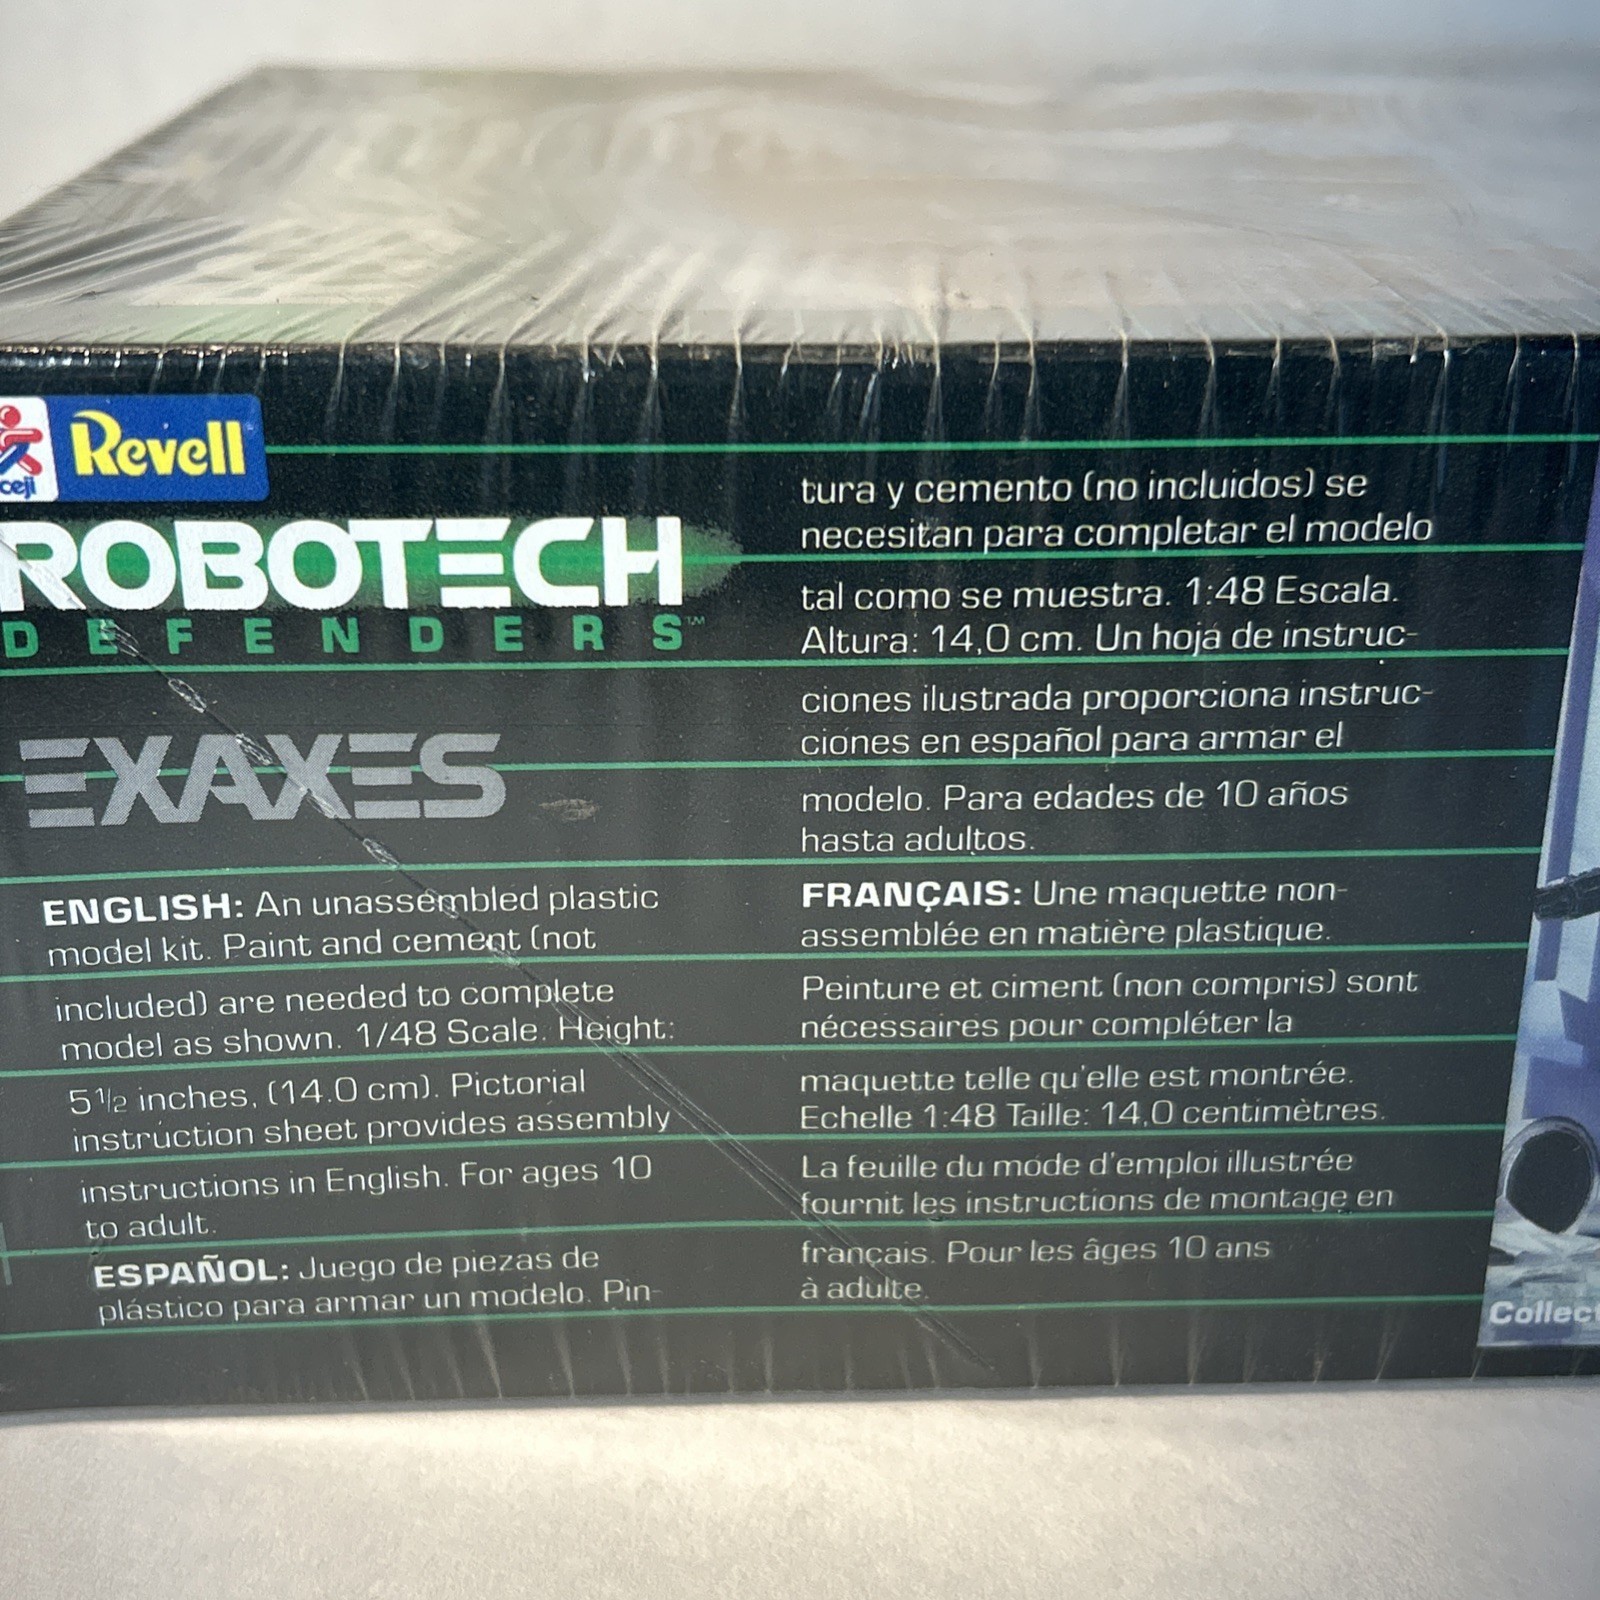 ceji
Revell
ROBOTECH
DEFENDERS™
EXAXES
ENGLISH: An unassembled plastic
model kit. Paint and cement (not
included) are needed to complete
model as shown. 1/48 Scale. Height:
5½ inches, (14.0 cm). Pictorial
instruction sheet provides assembly
instructions in English. For ages 10
to adult.
ESPAÑOL: Juego de piezas de
plástico para armar un modelo. Pin-
tura y cemento (no incluidos) se
necesitan para completar el modelo
tal como se muestra. 1:48 Escala.
Altura: 14,0 cm. Un hoja de instruc-
ciones ilustrada proporciona instruc-
ciones en español para armar el
modelo. Para edades de 10 años
hasta adultos.
FRANÇAIS: Une maquette non-
assemblée en matière plastique.
Peinture et ciment (non compris) sont
nécessaires pour compléter la
maquette telle qu'elle est montrée.
Echelle 1:48 Taille: 14,0 centimètres.
La feuille du mode d'emploi illustrée
fournit les instructions de montage en
français. Pour les âges 10 ans
à adulte.